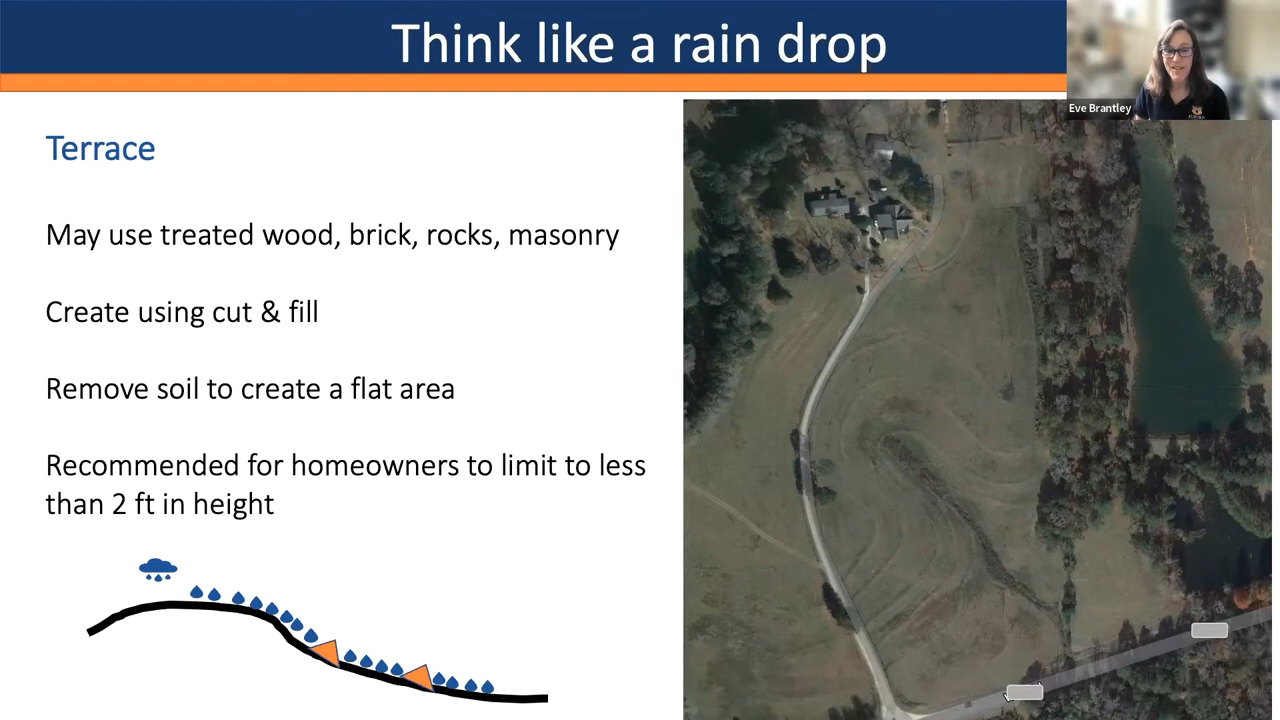 Think like a rain drop
Eve Brantley
Terrace
May use treated wood, brick, rocks, masonry
Create using cut & fill
Remove soil to create a flat area
Recommended for homeowners to limit to less
than 2 ft in height